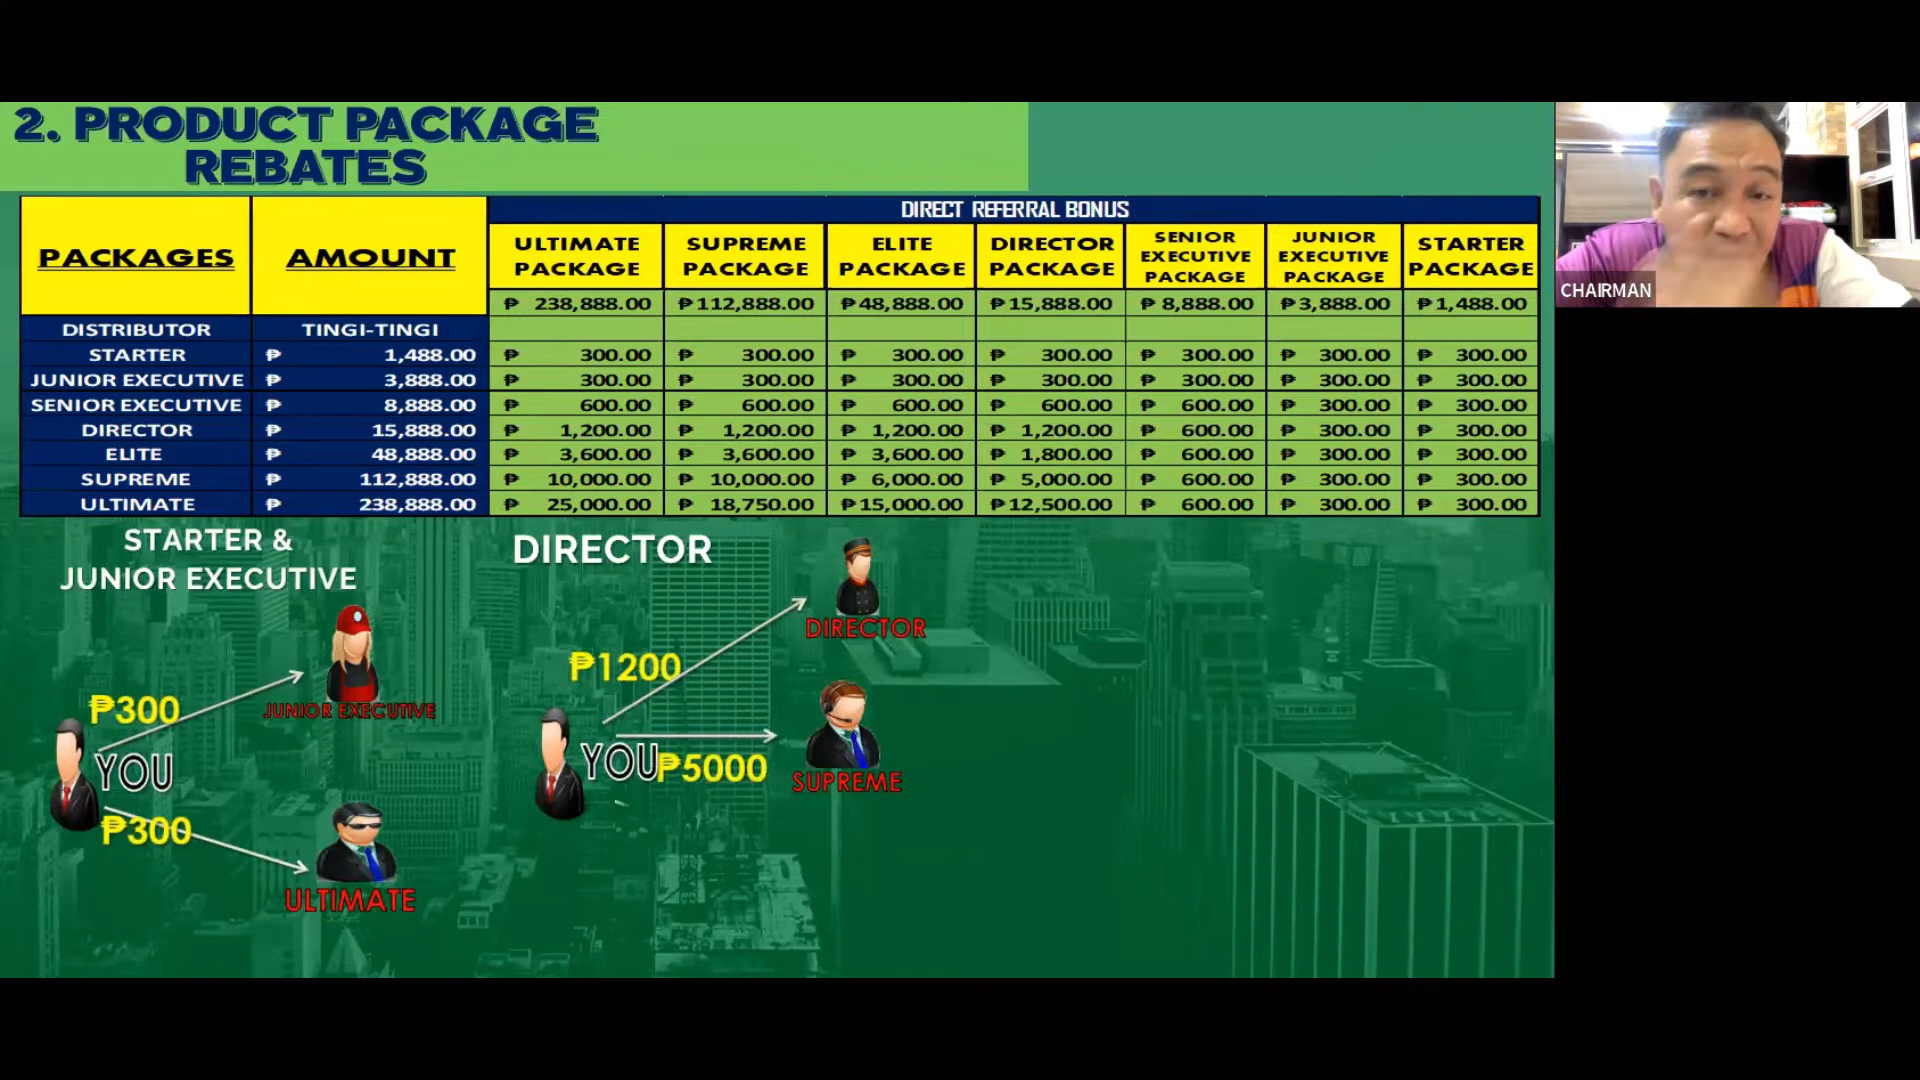 2. PRODUCT PACKAGE
REBATES
PACKAGES AMOUNT DIRECT REFERRAL BONUS
ULTIMATE PACKAGE SUPREME PACKAGE ELITE PACKAGE DIRECTOR PACKAGE SENIOR EXECUTIVE PACKAGE JUNIOR EXECUTIVE PACKAGE STARTER PACKAGE
₱ 238,888.00 ₱112,888.00 ₱48,888.00 ₱15,888.00 ₱ 8,888.00 ₱3,888.00 ₱1,488.00
DISTRIBUTOR TINGI-TINGI
STARTER ₱ 1,488.00 ₱ 300.00 ₱ 300.00 ₱ 300.00 ₱ 300.00 ₱ 300.00 ₱ 300.00 ₱ 300.00
JUNIOR EXECUTIVE ₱ 3,888.00 ₱ 300.00 ₱ 300.00 ₱ 300.00 ₱ 300.00 ₱ 300.00 ₱ 300.00 ₱ 300.00
SENIOR EXECUTIVE ₱ 8,888.00 ₱ 600.00 ₱ 600.00 ₱ 600.00 ₱ 600.00 ₱ 600.00 ₱ 300.00 ₱ 300.00
DIRECTOR ₱ 15,888.00 ₱ 1,200.00 ₱ 1,200.00 ₱ 1,200.00 ₱ 1,200.00 ₱ 600.00 ₱ 300.00 ₱ 300.00
ELITE ₱ 48,888.00 ₱ 3,600.00 ₱ 3,600.00 ₱ 3,600.00 ₱ 1,800.00 ₱ 600.00 ₱ 300.00 ₱ 300.00
SUPREME ₱ 112,888.00 ₱ 10,000.00 ₱ 10,000.00 ₱ 6,000.00 ₱ 5,000.00 ₱ 600.00 ₱ 300.00 ₱ 300.00
ULTIMATE ₱ 238,888.00 ₱ 25,000.00 ₱ 18,750.00 ₱15,000.00 ₱12,500.00 ₱ 600.00 ₱ 300.00 ₱ 300.00
STARTER &
JUNIOR EXECUTIVE
₱300
JUNIOR EXECUTIVE
YOU
₱300
ULTIMATE
DIRECTOR
DIRECTOR
₱1200
YOU
₱5000
SUPREME
CHAIRMAN